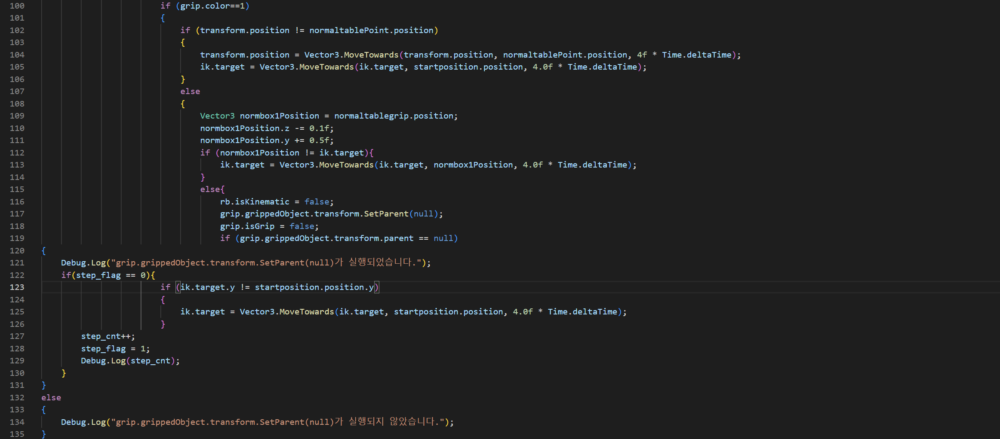 100 if (grip.color==1)
101 {
102 if (transform.position != normaltablePoint.position)
103 {
104 transform.position = Vector3.MoveTowards(transform.position, normaltablePoint.position, 4f * Time.deltaTime);
105 ik.target = Vector3.MoveTowards(ik.target, startposition.position, 4.0f * Time.deltaTime);
106 }
107 else
108 {
109 Vector3 normbox1Position = normaltablegrip.position;
110 normbox1Position.z -= 0.1f;
111 normbox1Position.y += 0.5f;
112 if (normbox1Position != ik.target){
113 ik.target = Vector3.MoveTowards(ik.target, normbox1Position, 4.0f * Time.deltaTime);
114 }
115 else{
116 rb.isKinematic = false;
117 grip.grippedObject.transform.SetParent(null);
118 grip.isGrip = false;
119 if (grip.grippedObject.transform.parent == null)
120 {
121 Debug.Log("grip.grippedObject.transform.SetParent(null)가 실행되었습니다.");
122 if(step_flag == 0){
123 if (ik.target.y != startposition.position.y)
124 {
125 ik.target = Vector3.MoveTowards(ik.target, startposition.position, 4.0f * Time.deltaTime);
126 }
127 step_cnt++;
128 step_flag = 1;
129 Debug.Log(step_cnt);
130 }
131 }
132 else
133 {
134 Debug.Log("grip.grippedObject.transform.SetParent(null)가 실행되지 않았습니다.");
135 }